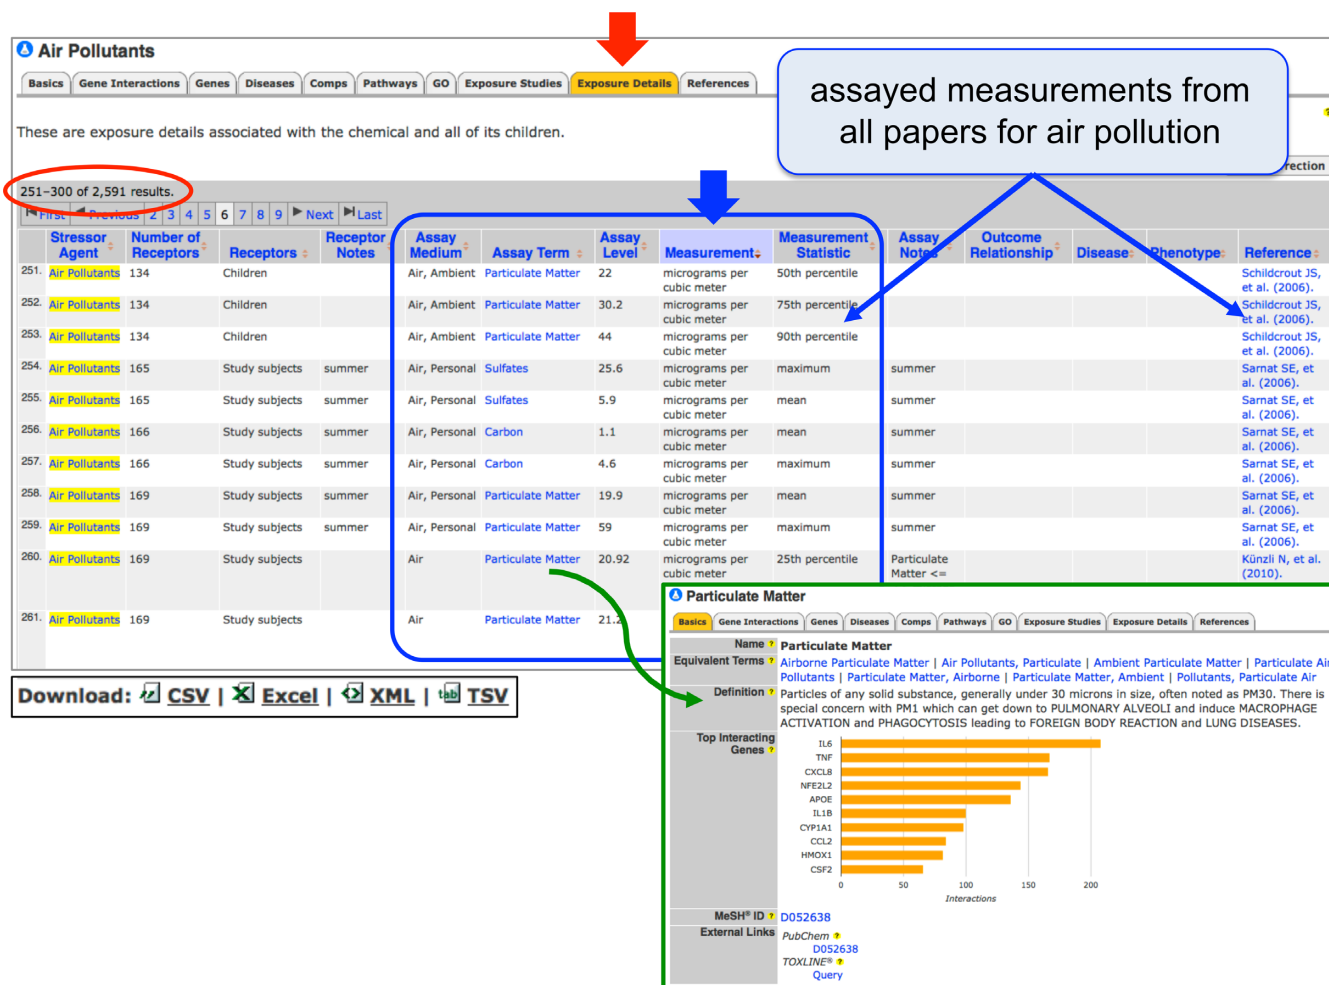 Air Pollutants
Basics Gene Interactions Genes Diseases Comps Pathways GO Exposure Studies Exposure Details References
assayed measurements from
all papers for air pollution
These are exposure details associated with the chemical and all of its children.
rection
251–300 of 2,591 results.
First Previous 2 3 4 5 6 7 8 9 Next Last
Stressor Agent Number of Receptors Receptors Receptor Notes Assay Medium Assay Term Assay Level Measurement Measurement Statistic Assay Notes Outcome Relationship Disease Phenotype Reference
251. Air Pollutants 134 Children Air, Ambient Particulate Matter 22 micrograms per cubic meter 50th percentile Schildcrout JS, et al. (2006).
252. Air Pollutants 134 Children Air, Ambient Particulate Matter 30.2 micrograms per cubic meter 75th percentile Schildcrout JS, et al. (2006).
253. Air Pollutants 134 Children Air, Ambient Particulate Matter 44 micrograms per cubic meter 90th percentile Schildcrout JS, et al. (2006).
254. Air Pollutants 165 Study subjects summer Air, Personal Sulfates 25.6 micrograms per cubic meter maximum summer Sarnat SE, et al. (2006).
255. Air Pollutants 165 Study subjects summer Air, Personal Sulfates 5.9 micrograms per cubic meter mean summer Sarnat SE, et al. (2006).
256. Air Pollutants 166 Study subjects summer Air, Personal Carbon 1.1 micrograms per cubic meter mean summer Sarnat SE, et al. (2006).
257. Air Pollutants 166 Study subjects summer Air, Personal Carbon 4.6 micrograms per cubic meter maximum summer Sarnat SE, et al. (2006).
258. Air Pollutants 169 Study subjects summer Air, Personal Particulate Matter 19.9 micrograms per cubic meter mean summer Sarnat SE, et al. (2006).
259. Air Pollutants 169 Study subjects summer Air, Personal Particulate Matter 59 micrograms per cubic meter maximum summer Sarnat SE, et al. (2006).
260. Air Pollutants 169 Study subjects Air Particulate Matter 20.92 micrograms per cubic meter 25th percentile Particulate Matter <= Künzli N, et al. (2010).
261. Air Pollutants 169 Study subjects Air Particulate Matter 21.2
Download: CSV | Excel | XML | tab TSV
Particulate Matter
Basics Gene Interactions Genes Diseases Comps Pathways GO Exposure Studies Exposure Details References
Name ? Particulate Matter
Equivalent Terms ? Airborne Particulate Matter | Air Pollutants, Particulate | Ambient Particulate Matter | Particulate Air
Pollutants | Particulate Matter, Airborne | Particulate Matter, Ambient | Pollutants, Particulate Air
Definition ? Particles of any solid substance, generally under 30 microns in size, often noted as PM30. There is
special concern with PM1 which can get down to PULMONARY ALVEOLI and induce MACROPHAGE
ACTIVATION and PHAGOCYTOSIS leading to FOREIGN BODY REACTION and LUNG DISEASES.
Top Interacting
Genes ?
IL6
TNF
CXCL8
NFE2L2
APOE
IL1B
CYP1A1
CCL2
HMOX1
CSF2
0 50 100 150 200
Interactions
MeSH® ID ? D052638
External Links PubChem ?
D052638
TOXLINE® ?
Query